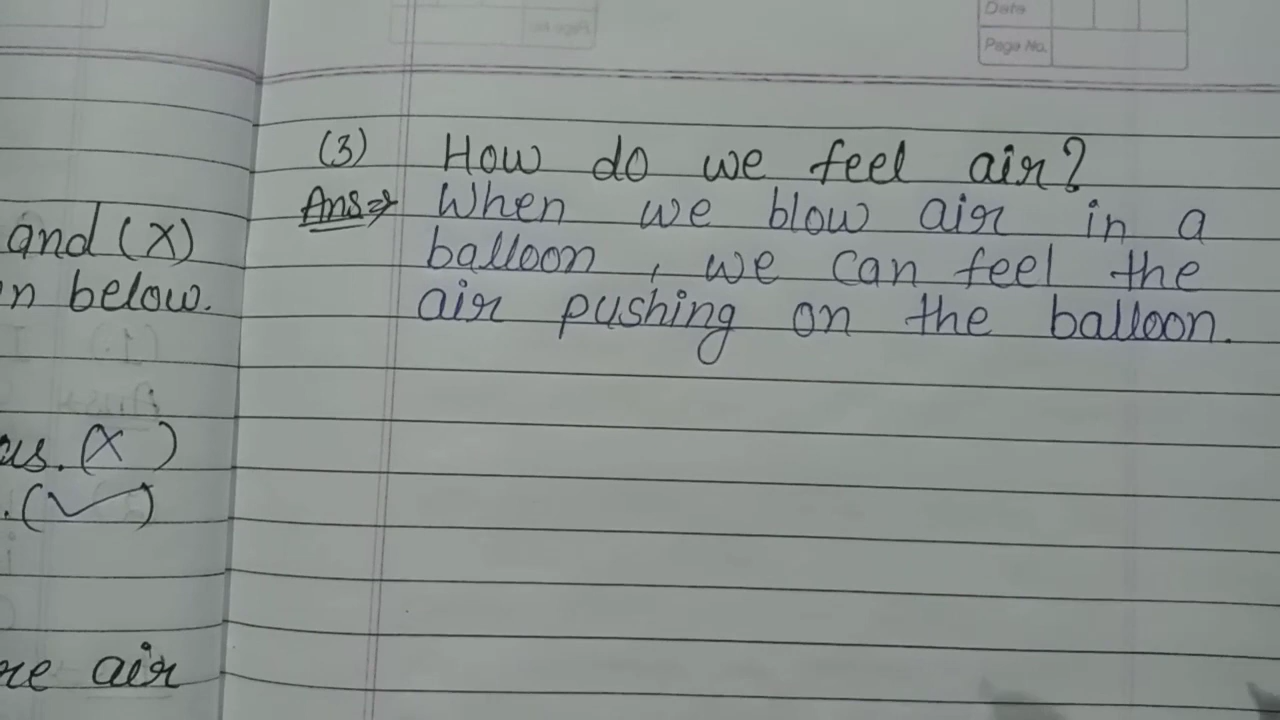 Date
Page No.
and (X)
n below.
us. (X )
. (✓)
re air
(3) How do we feel air?
Ans⇒ When we blow air in a
balloon, we can feel the
air pushing on the balloon.